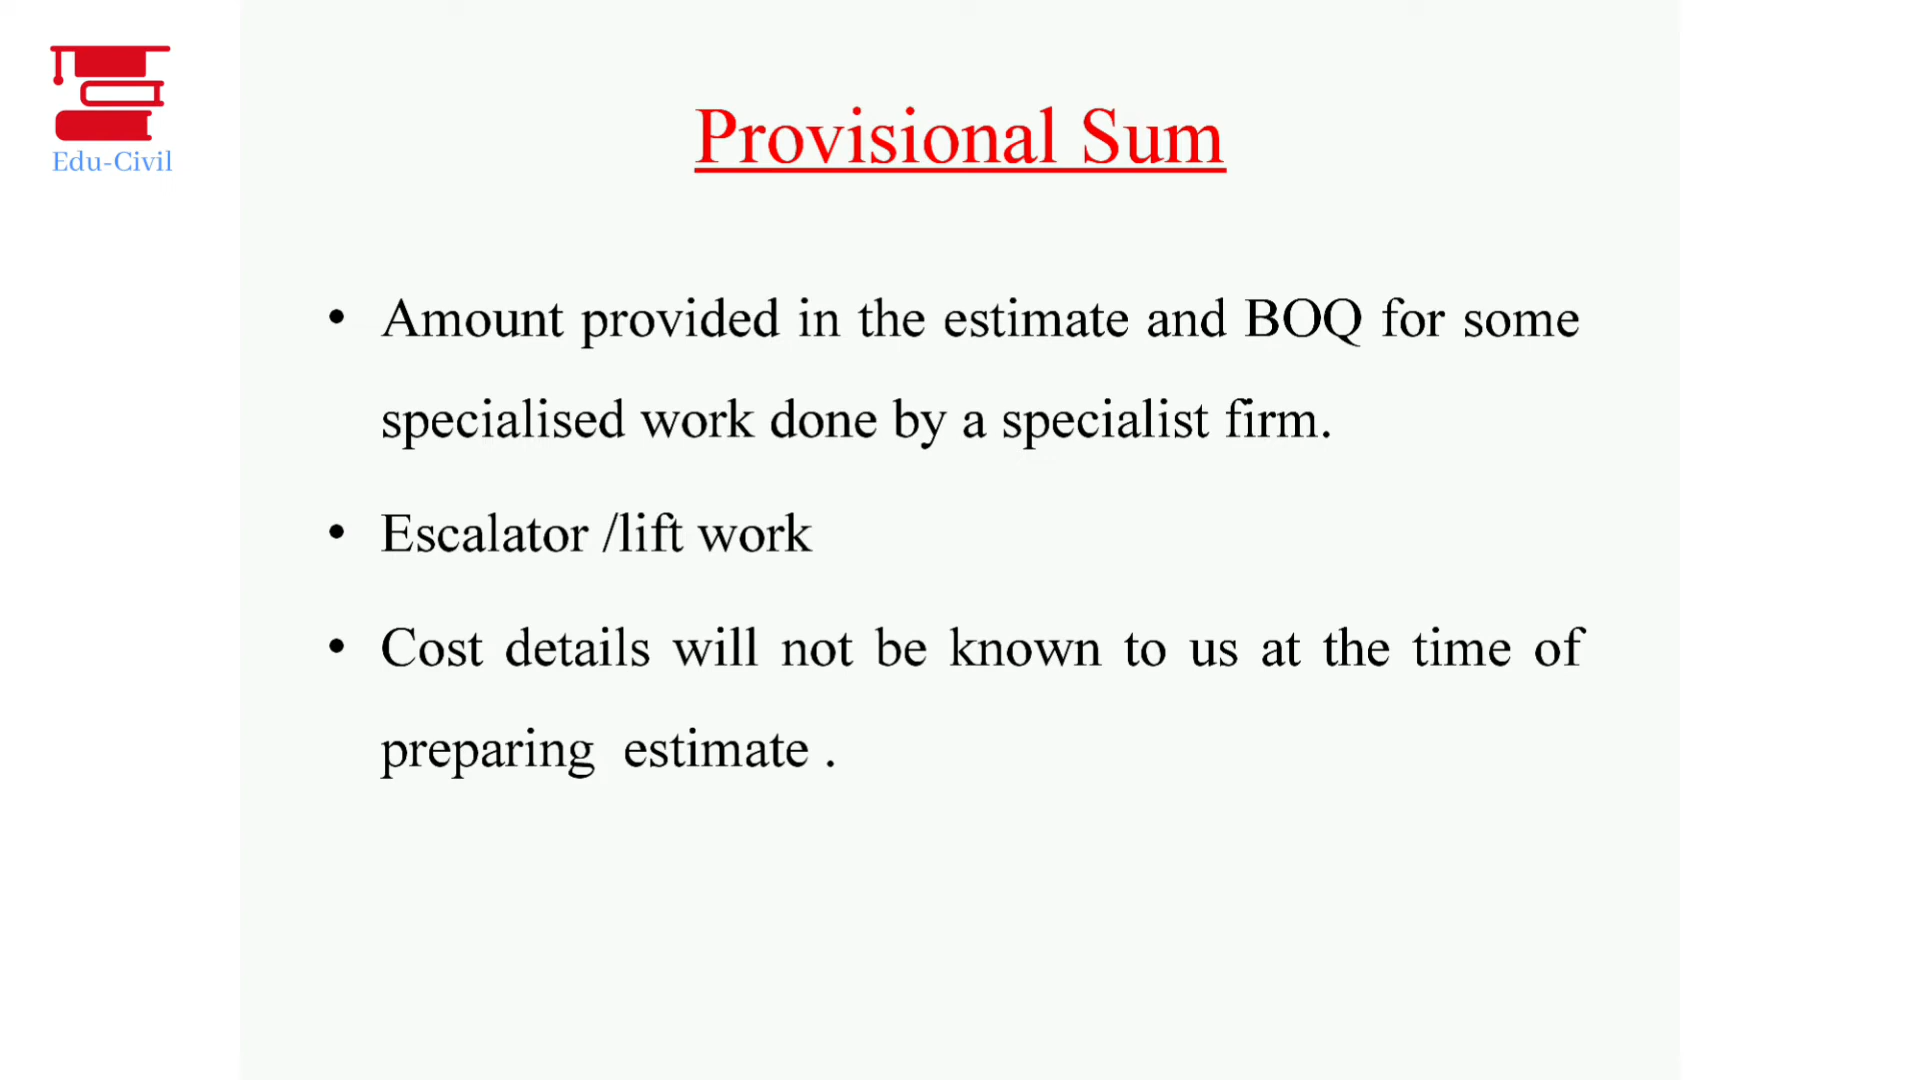 Edu-Civil
Provisional Sum
• Amount provided in the estimate and BOQ for some
specialised work done by a specialist firm.
• Escalator /lift work
• Cost details will not be known to us at the time of
preparing estimate .